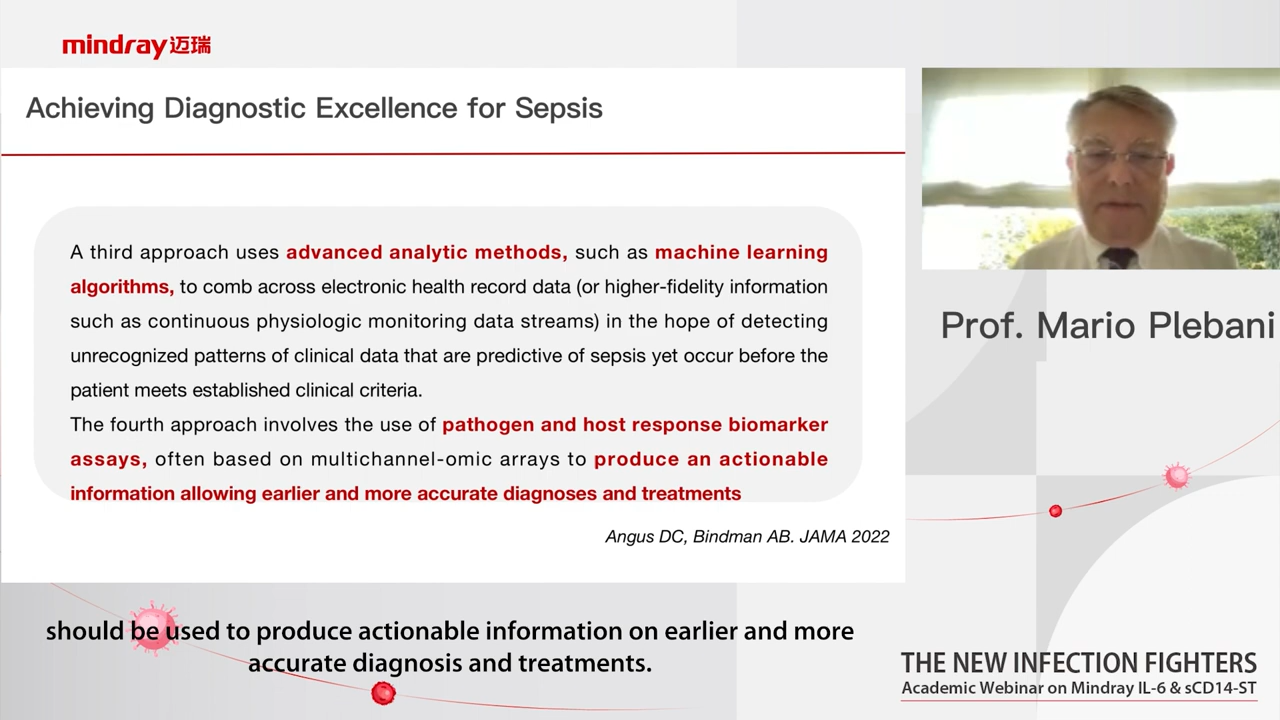 mindray迈瑞
Achieving Diagnostic Excellence for Sepsis
A third approach uses advanced analytic methods, such as machine learning
algorithms, to comb across electronic health record data (or higher-fidelity information
such as continuous physiologic monitoring data streams) in the hope of detecting
unrecognized patterns of clinical data that are predictive of sepsis yet occur before the
patient meets established clinical criteria.
The fourth approach involves the use of pathogen and host response biomarker
assays, often based on multichannel-omic arrays to produce an actionable
information allowing earlier and more accurate diagnoses and treatments
Angus DC, Bindman AB. JAMA 2022
Prof. Mario Plebani
should be used to produce actionable information on earlier and more
accurate diagnosis and treatments.
THE NEW INFECTION FIGHTERS
Academic Webinar on Mindray IL-6 & sCD14-ST